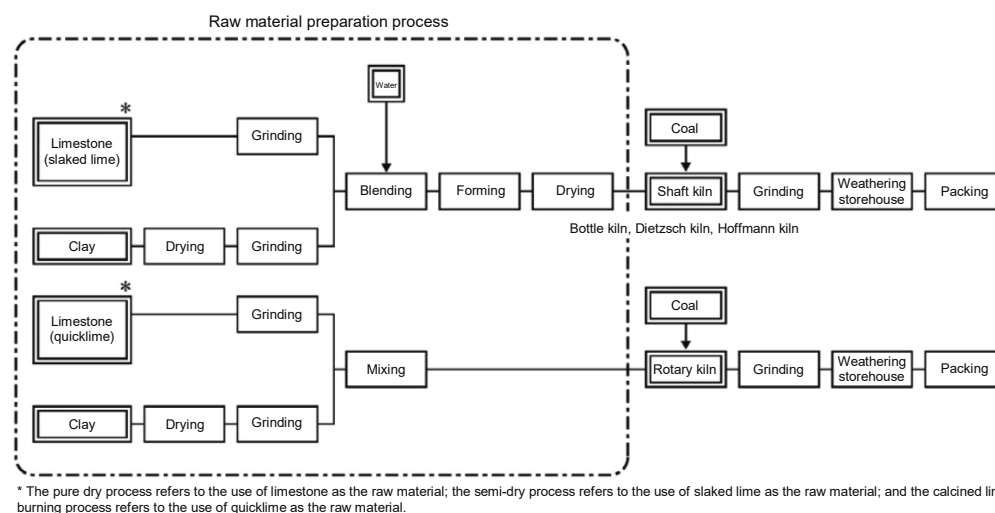 Raw material preparation process
Water
*
Limestone
(slaked lime)
Grinding
Coal
Blending
Forming
Drying
Shaft kiln
Grinding
Weathering
storehouse
Packing
Bottle kiln, Dietzsch kiln, Hoffmann kiln
Clay
Drying
Grinding
*
Limestone
(quicklime)
Grinding
Coal
Mixing
Rotary kiln
Grinding
Weathering
storehouse
Packing
Clay
Drying
Grinding
* The pure dry process refers to the use of limestone as the raw material; the semi-dry process refers to the use of slaked lime as the raw material; and the calcined
burning process refers to the use of quicklime as the raw material.